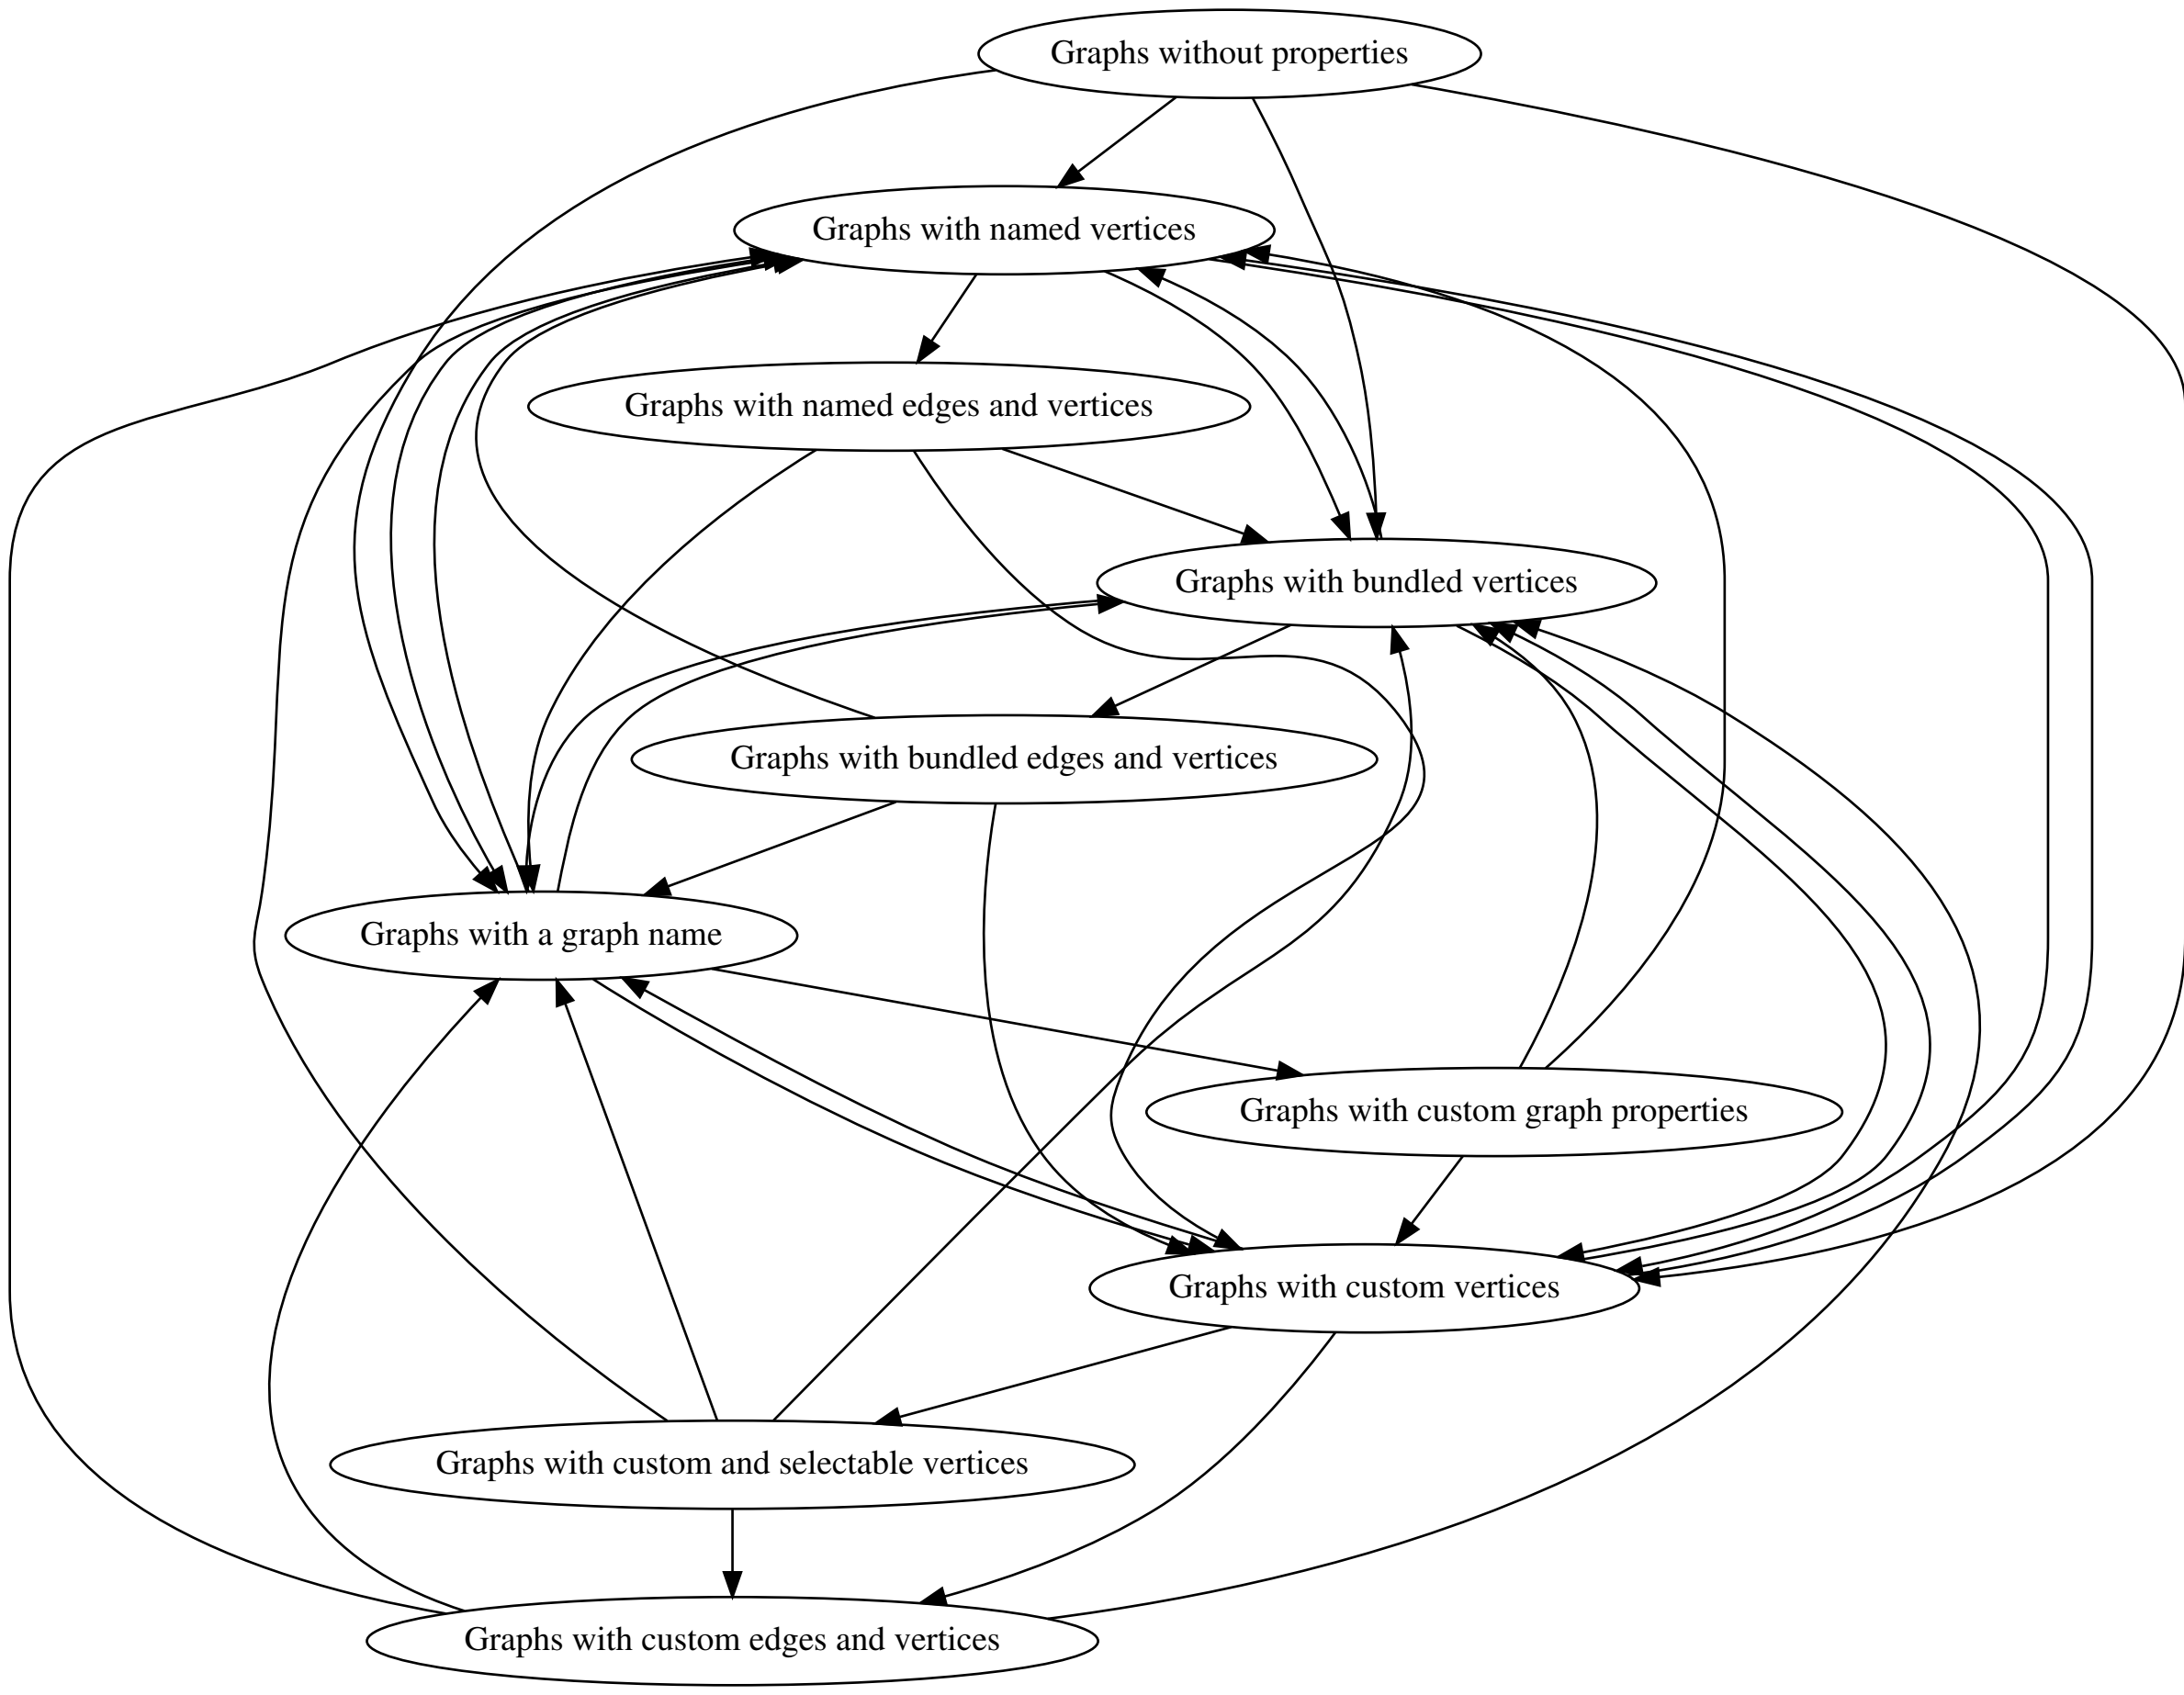 Graphs without properties
Graphs with named vertices
Graphs with named edges and vertices
Graphs with bundled vertices
Graphs with bundled edges and vertices
Graphs with a graph name
Graphs with custom graph properties
Graphs with custom vertices
Graphs with custom and selectable vertices
Graphs with custom edges and vertices